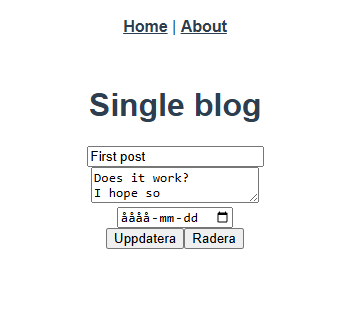 Home | About
Single blog
First post
Does it work?
I hope so
åååå-mm-dd
Uppdatera Radera